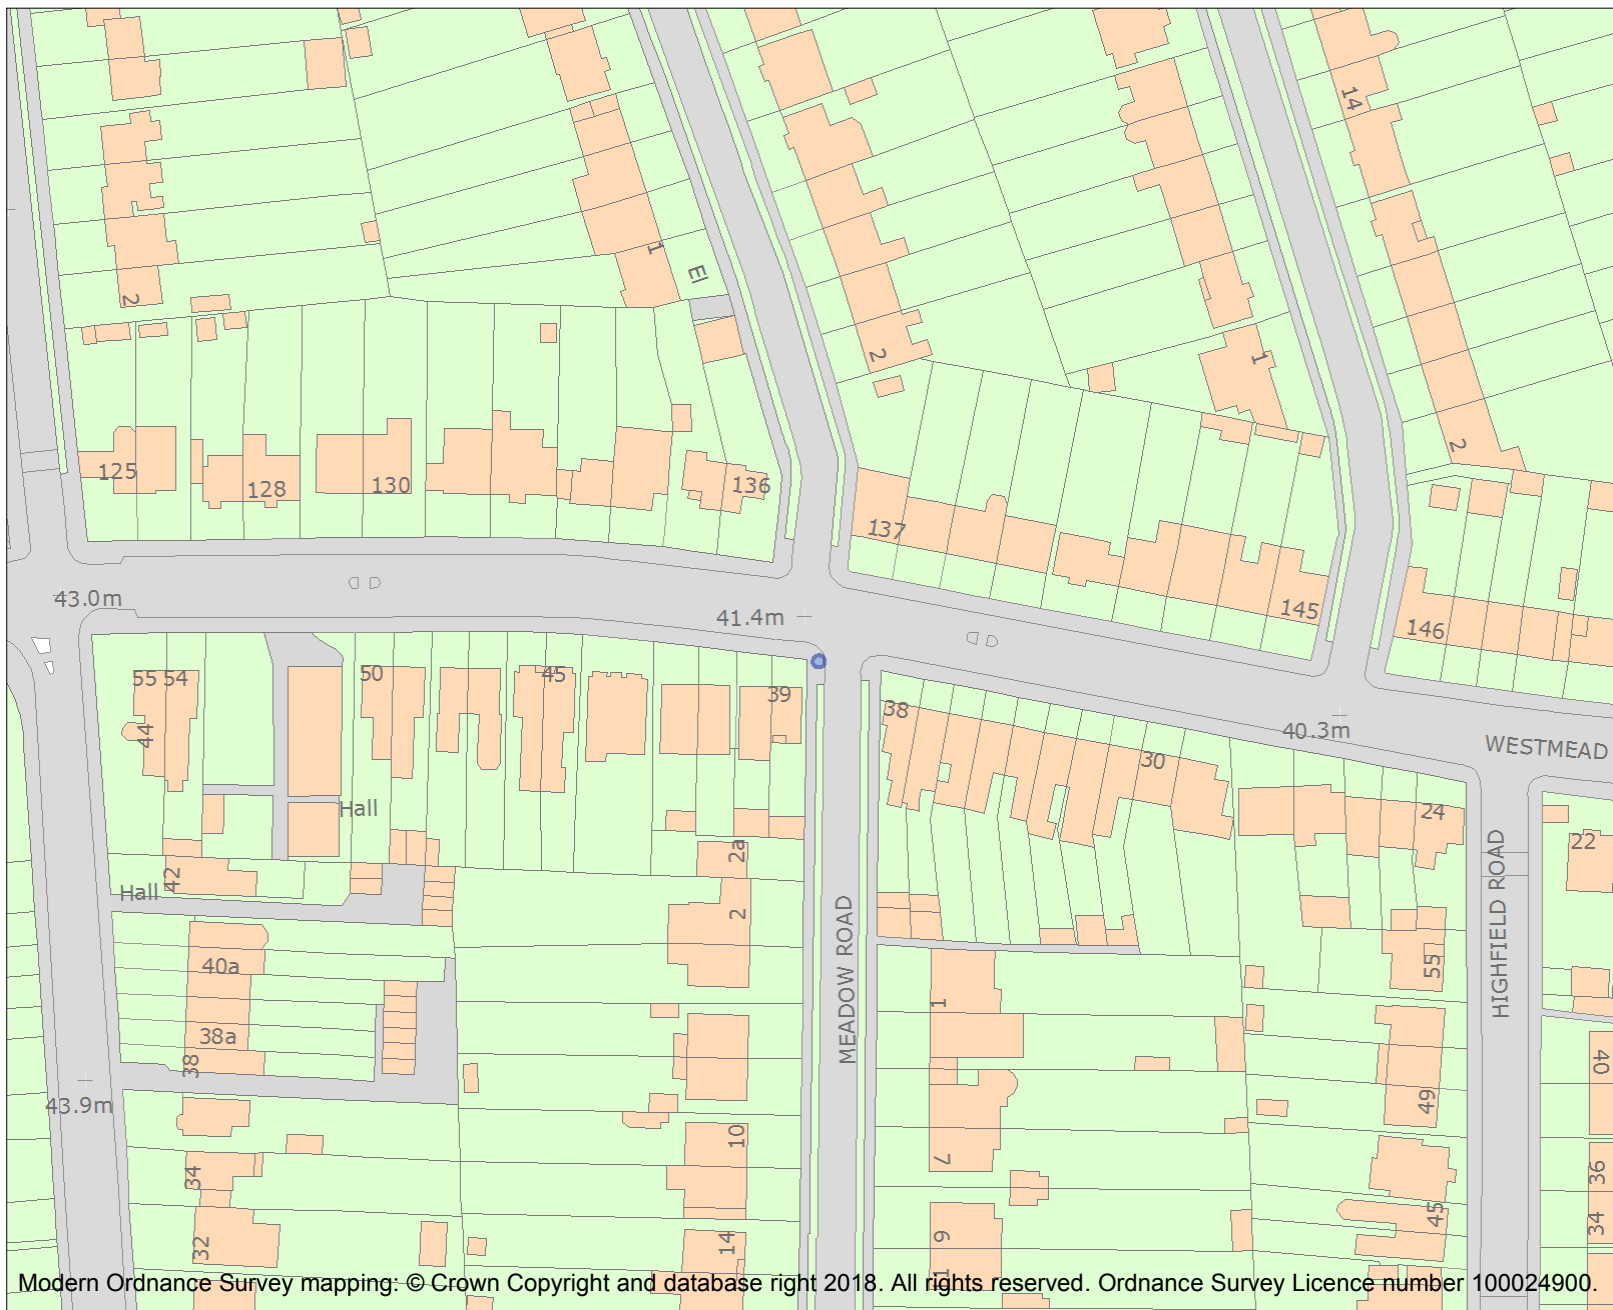 14
1
El
2
2
1
2
125
128
130
136
137
145
146
43.0m
41.4m
40.3m
WESTMEAD
55 54
50
45
39
38
30
44
24
22
Hall
2a
42
Hall
2
HIGHFIELD ROAD
MEADOW ROAD
40a
55
1
38a
38
40
43.9m
49
10
7
34
36
45
34
32
14
9
11
Modern Ordnance Survey mapping: © Crown Copyright and database right 2018. All rights reserved. Ordnance Survey Licence number 100024900.